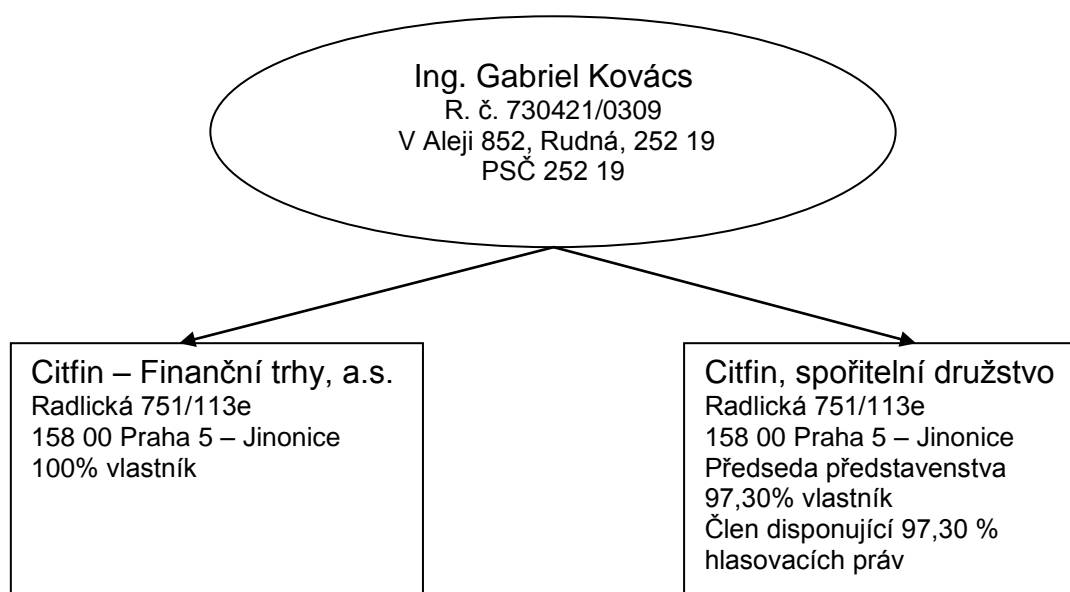 Ing. Gabriel Kovács
R. č. 730421/0309
V Aleji 852, Rudná, 252 19
PSČ 252 19
Citfin – Finanční trhy, a.s.
Radlická 751/113e
158 00 Praha 5 – Jinonice
100% vlastník
Citfin, spořitelní družstvo
Radlická 751/113e
158 00 Praha 5 – Jinonice
Předseda představenstva
97,30% vlastník
Člen disponující 97,30 %
hlasovacích práv